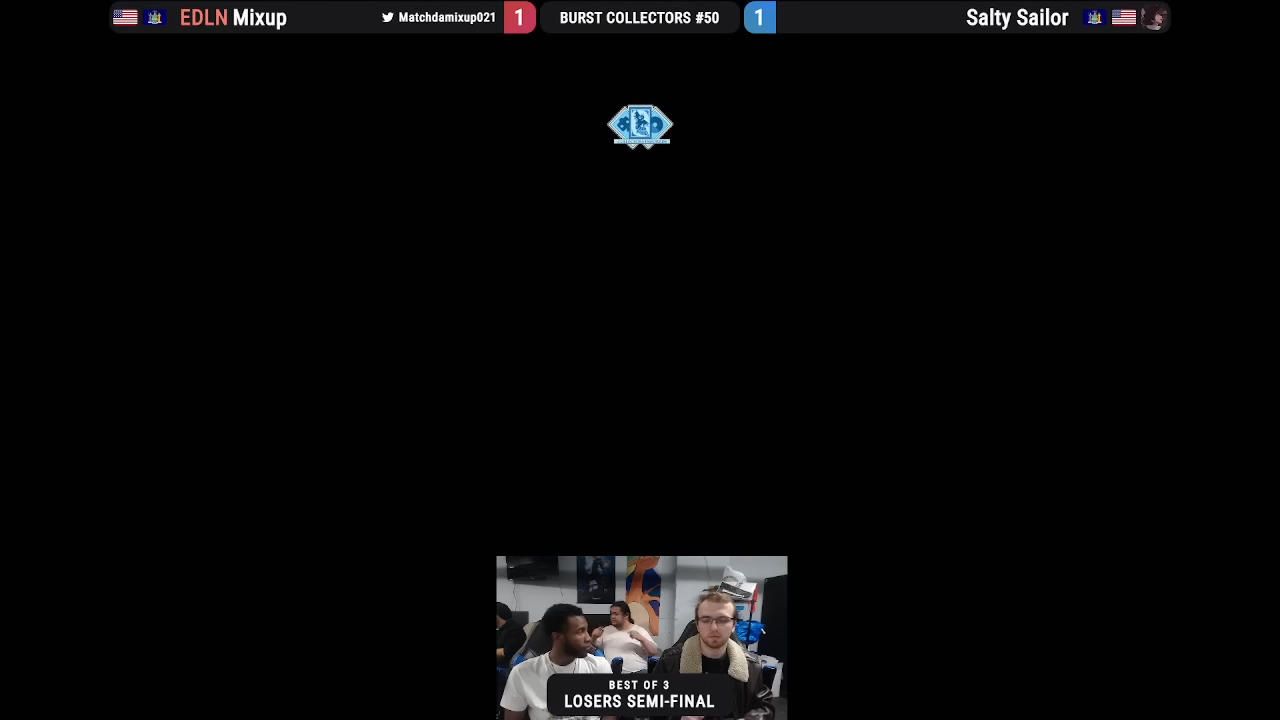 EDLN Mixup
Matchdamixup021
1
BURST COLLECTORS #50
1
Salty Sailor
BEST OF 3
LOSERS SEMI-FINAL